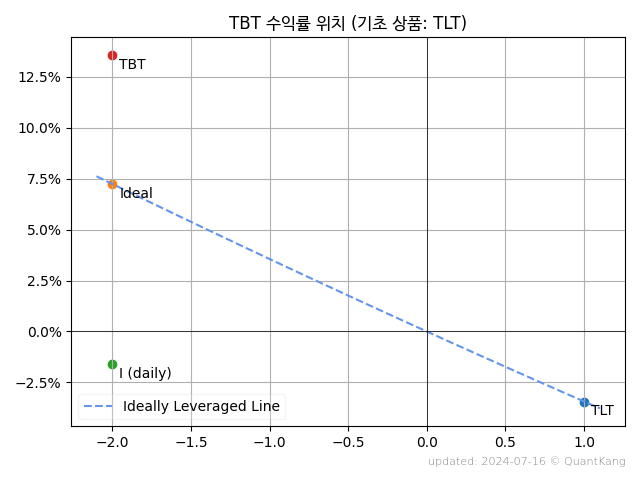 TBT 수익률 위치 (기초 상품: TLT)
12.5%
10.0%
7.5%
5.0%
2.5%
0.0%
−2.5%
TBT
Ideal
I (daily)
TLT
Ideally Leveraged Line
−2.0 −1.5 −1.0 −0.5 0.0 0.5 1.0
updated: 2024-07-16 © QuantKang